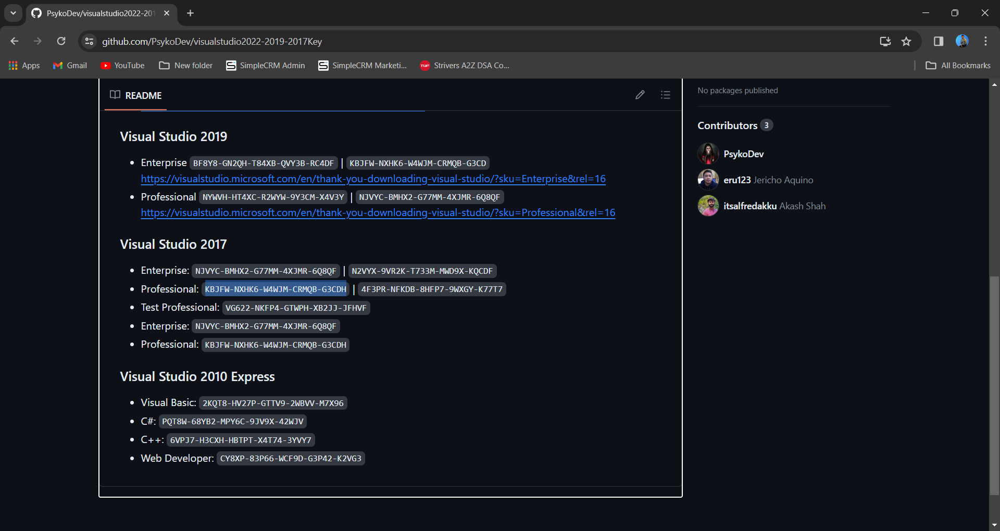 PsykoDev/visualstudio2022-201
github.com/PsykoDev/visualstudio2022-2019-2017Key
Apps Gmail YouTube New folder SimpleCRM Admin SimpleCRM Marketi... Strivers A2Z DSA Co... All Bookmarks
README
No packages published
Contributors 3
PsykoDev
eru123 Jericho Aquino
itsalfredakku Akash Shah
Visual Studio 2019
Enterprise BF8Y8-GN2QH-T84XB-QVY3B-RC4DF | KBJFW-NXHK6-W4WJM-CRMQB-G3CD
https://visualstudio.microsoft.com/en/thank-you-downloading-visual-studio/?sku=Enterprise&rel=16
Professional NYWVH-HT4XC-R2WYW-9Y3CM-X4V3Y | NJVYC-BMHX2-G77MM-4XJMR-6Q8QF
https://visualstudio.microsoft.com/en/thank-you-downloading-visual-studio/?sku=Professional&rel=16
Visual Studio 2017
Enterprise: NJVYC-BMHX2-G77MM-4XJMR-6Q8QF | N2VYX-9VR2K-T733M-MWD9X-KQCDF
Professional: KBJFW-NXHK6-W4WJM-CRMQB-G3CDH | 4F3PR-NFKDB-8HFP7-9WXGY-K77T7
Test Professional: VG622-NKFP4-GTWPH-XB2JJ-JFHVF
Enterprise: NJVYC-BMHX2-G77MM-4XJMR-6Q8QF
Professional: KBJFW-NXHK6-W4WJM-CRMQB-G3CDH
Visual Studio 2010 Express
Visual Basic: 2KQT8-HV27P-GTTV9-2WBVV-M7X96
C#: PQT8W-68YB2-MPY6C-9JV9X-42WJV
C++: 6VPJ7-H3CXH-HBTPT-X4T74-3YVY7
Web Developer: CY8XP-83P66-WCF9D-G3P42-K2VG3